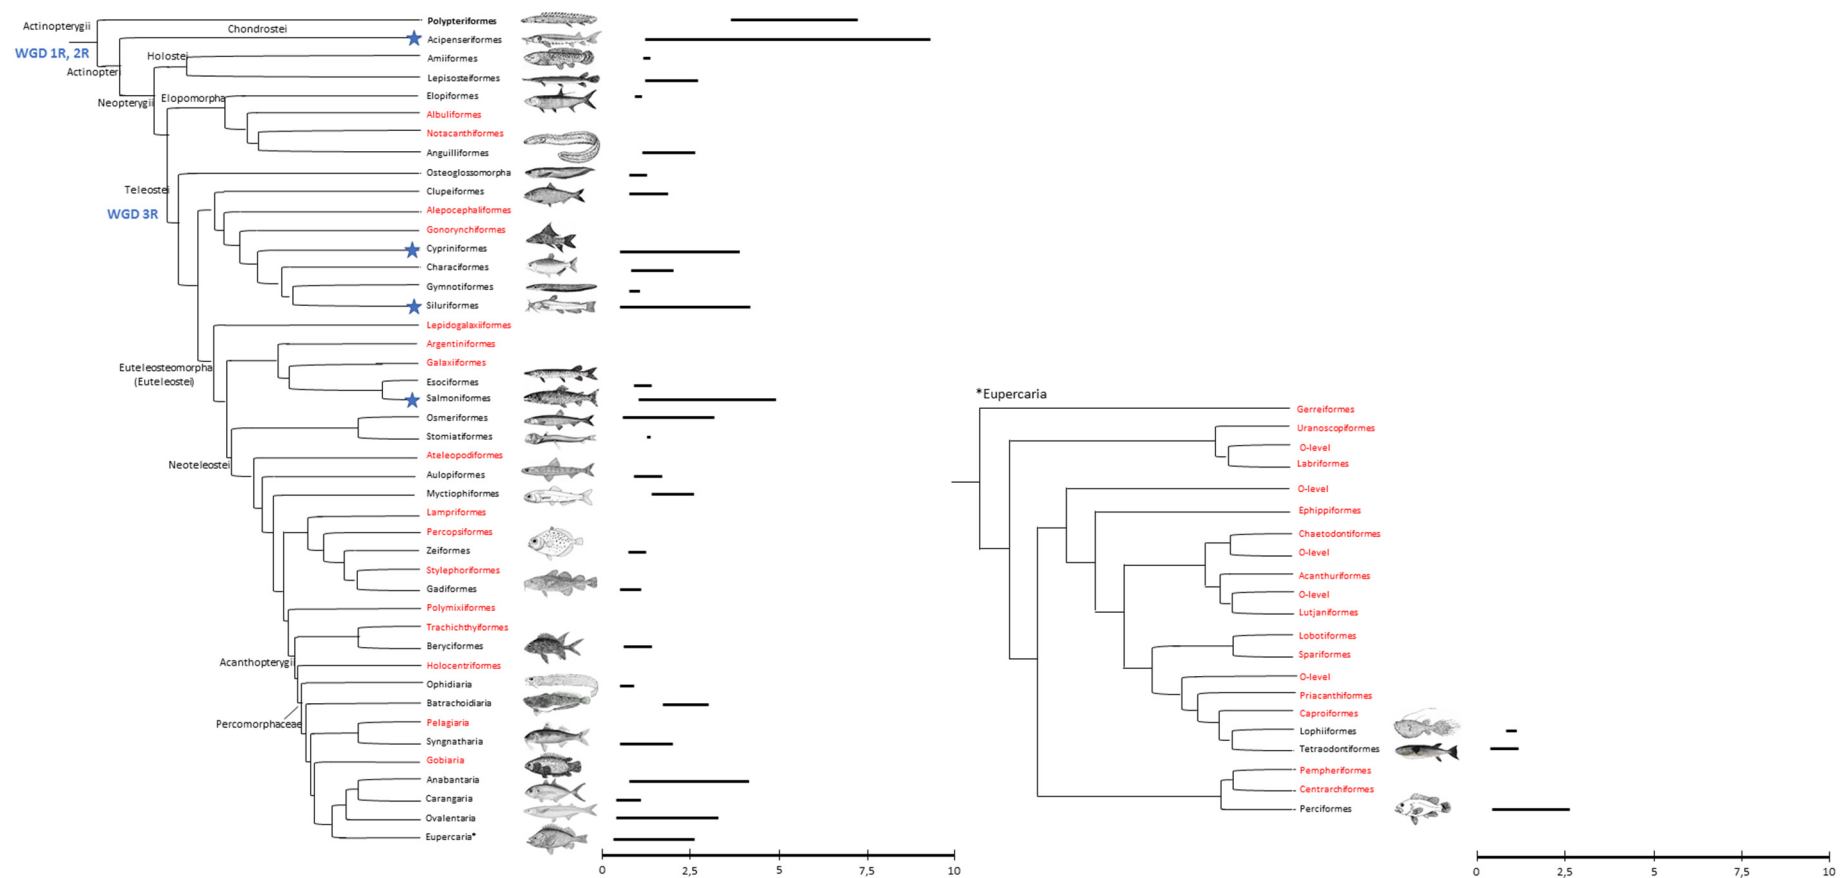 Actinopterygii
WGD 1R, 2R
Actinopteri
Chondrostei
Holostei
Neopterygii
Elopomorpha
Teleostei
WGD 3R
Euteleosteomorpha
(Euteleostei)
Neoteleostei
Acanthopterygii
Percomorphaceae
Polypteriformes
Acipenseriformes
Amiiformes
Lepisosteiformes
Elopiformes
Albuliformes
Notacanthiformes
Anguilliformes
Osteoglossomorpha
Clupeiformes
Alepocephaliformes
Gonorynchiformes
Cypriniformes
Characiformes
Gymnotiformes
Siluriformes
Lepidogalaxiiformes
Argentiniformes
Galaxiiformes
Esociformes
Salmoniformes
Osmeriformes
Stomiatiformes
Ateleopodiformes
Aulopiformes
Myctiophiformes
Lampriformes
Percopsiformes
Zeiformes
Stylephoriformes
Gadiformes
Polymixiiformes
Trachichthyiformes
Beryciformes
Holocentriformes
Ophidiaria
Batrachoidiaria
Pelagiaria
Syngnatharia
Gobiaria
Anabantaria
Carangaria
Ovalentaria
Eupercaria*
0 2,5 5 7,5 10
*Eupercaria
Gerreiformes
Uranoscopiformes
O-level
Labriformes
O-level
Ephippiformes
Chaetodontiformes
O-level
Acanthuriformes
O-level
Lutjaniformes
Lobotiformes
Spariformes
O-level
Priacanthiformes
Caproiformes
Lophiiformes
Tetraodontiformes
Pempheriformes
Centrarchiformes
Perciformes
0 2,5 5 7,5 10